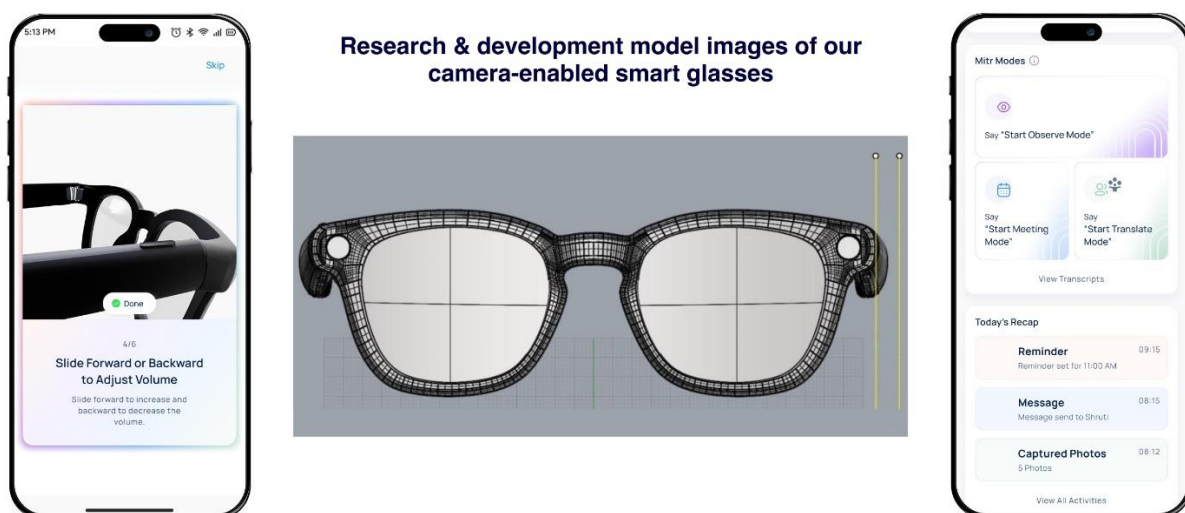 5:13 PM
Skip
Done
4/6
Slide Forward or Backward
to Adjust Volume
Slide forward to increase and
backward to decrease the
volume.
Research & development model images of our
camera-enabled smart glasses
Mitr Modes
Say "Start Observe Mode"
Say
"Start Meeting
Mode"
Say
"Start Translate
Mode"
View Transcripts
Today's Recap
Reminder 09:15
Reminder set for 11:00 AM
Message 08:15
Message send to Shruti
Captured Photos 08:12
5 Photos
View All Activities